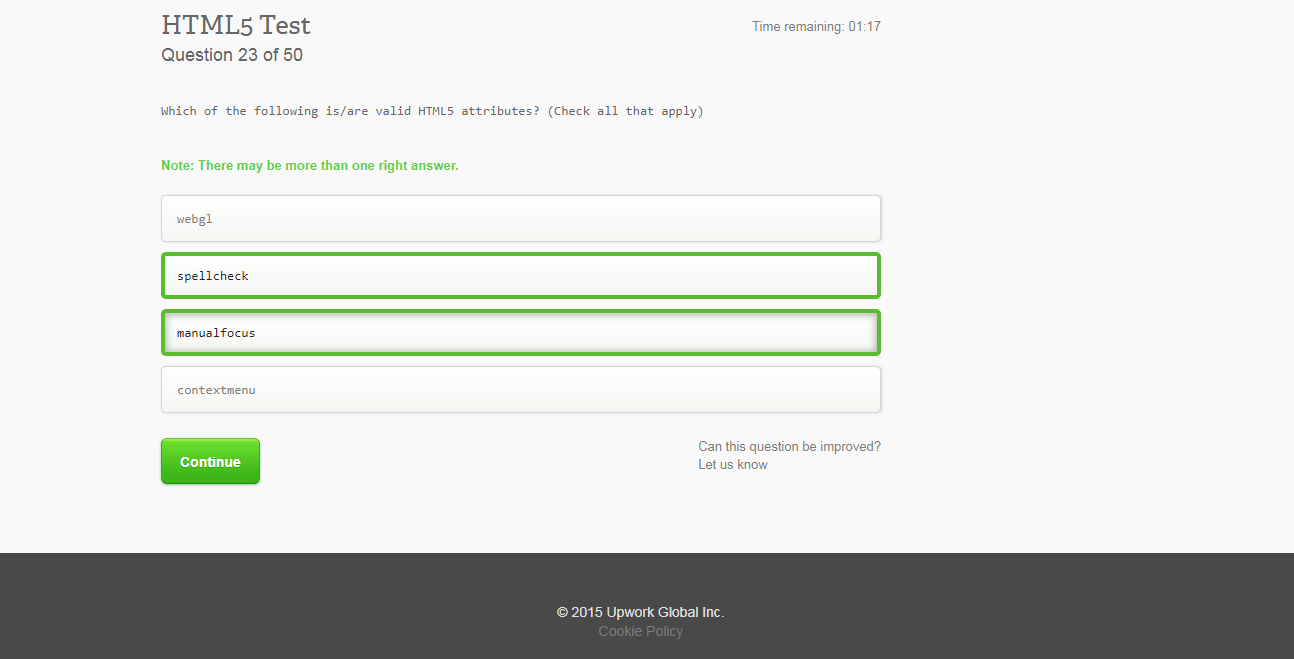 HTML5 Test
Time remaining: 01:17
Question 23 of 50
Which of the following is/are valid HTML5 attributes? (Check all that apply)
Note: There may be more than one right answer.
webgl
spellcheck
manualfocus
contextmenu
Continue
Can this question be improved?
Let us know
© 2015 Upwork Global Inc.
Cookie Policy